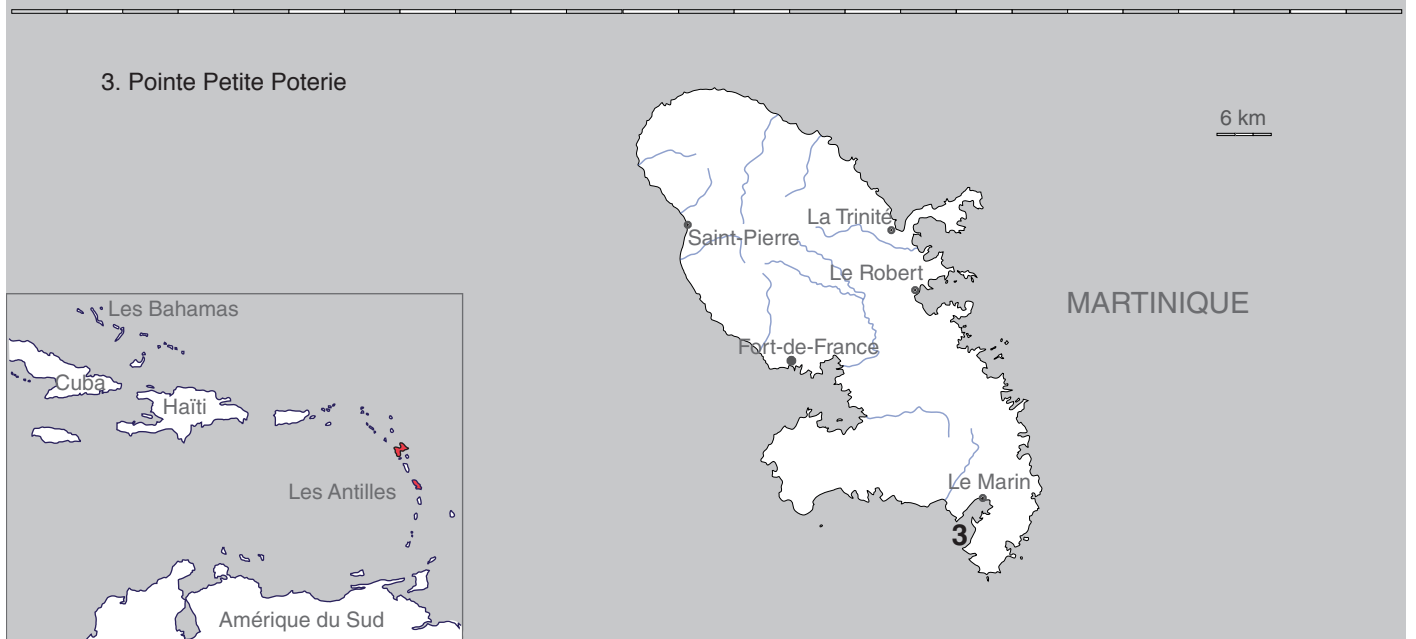 3. Pointe Petite Poterie
6 km
La Trinité
Saint-Pierre
Le Robert
MARTINIQUE
Fort-de-France
Le Marin
3
Les Bahamas
Cuba
Haïti
Les Antilles
Amérique du Sud